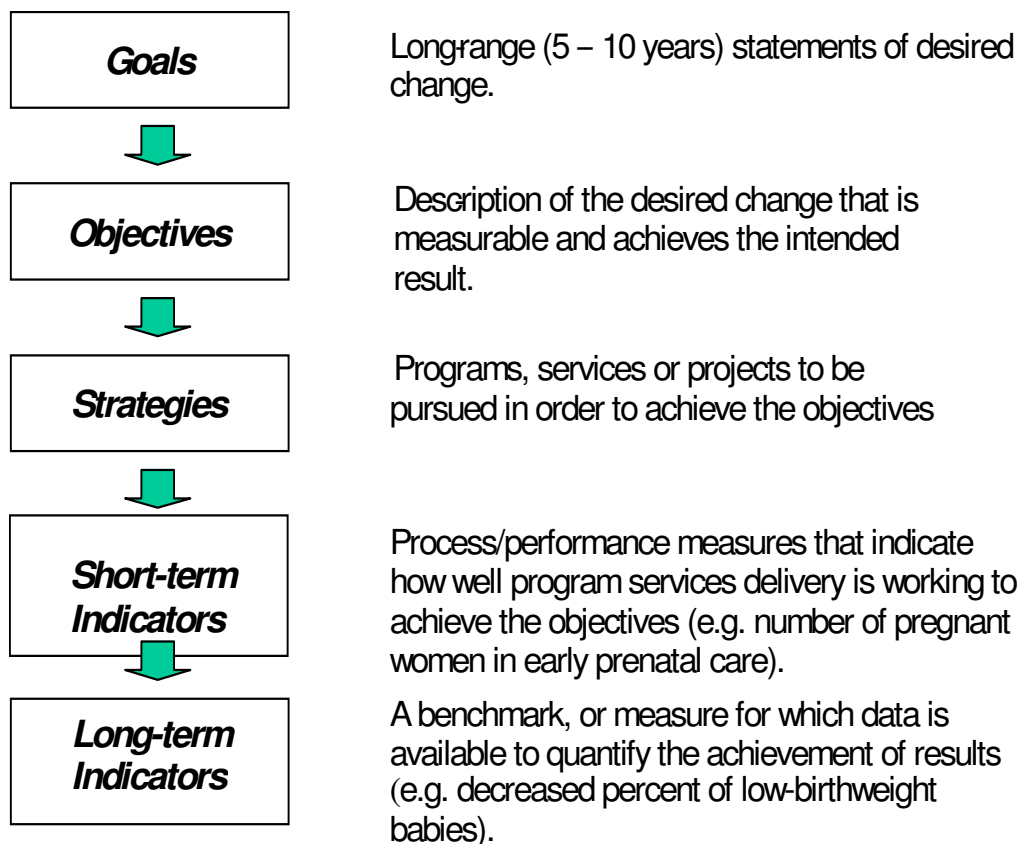 Goals
Long-range (5 – 10 years) statements of desired
change.
Objectives
Description of the desired change that is
measurable and achieves the intended
result.
Strategies
Programs, services or projects to be
pursued in order to achieve the objectives
Short-term
Indicators
Process/performance measures that indicate
how well program services delivery is working to
achieve the objectives (e.g. number of pregnant
women in early prenatal care).
Long-term
Indicators
A benchmark, or measure for which data is
available to quantify the achievement of results
(e.g. decreased percent of low-birthweight
babies).